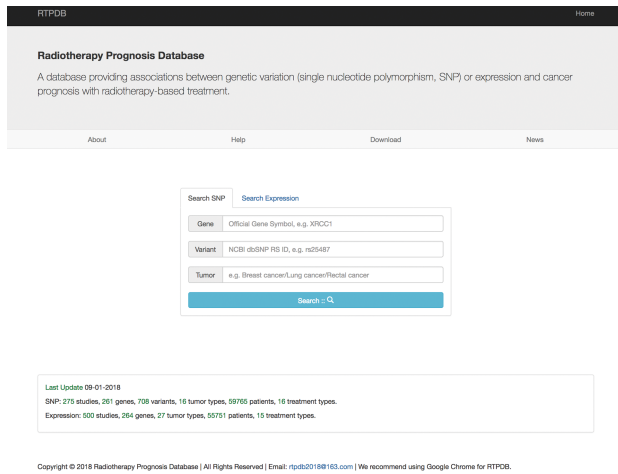 RTPDB Home
Radiotherapy Prognosis Database
A database providing associations between genetic variation (single nucleotide polymorphism, SNP) or expression and cancer
prognosis with radiotherapy-based treatment.
About Help Download News
Search SNP Search Expression
Gene Official Gene Symbol, e.g. XRCC1
Variant NCBI dbSNP RS ID, e.g. rs25487
Tumor e.g. Breast cancer/Lung cancer/Rectal cancer
Search ::
Last Update 09-01-2018
SNP: 275 studies, 261 genes, 708 variants, 16 tumor types, 59765 patients, 16 treatment types.
Expression: 500 studies, 264 genes, 27 tumor types, 55751 patients, 15 treatment types.
Copyright © 2018 Radiotherapy Prognosis Database | All Rights Reserved | Email: rtpdb2018@163.com | We recommend using Google Chrome for RTPDB.